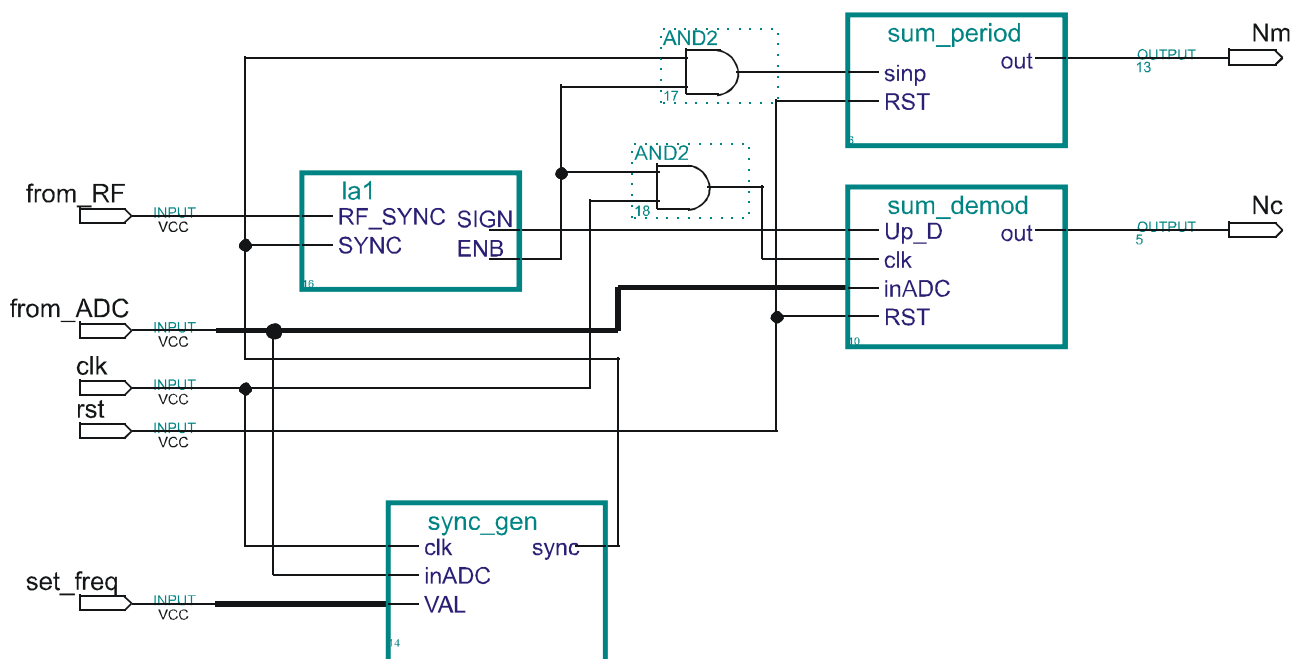 AND2
17
sum_period
sinp
RST
out
6
OUTPUT
13
Nm
AND2
18
from_RF
INPUT
VCC
la1
RF_SYNC
SYNC
SIGN
ENB
16
sum_demod
Up_D
clk
inADC
RST
out
10
OUTPUT
5
Nc
from_ADC
INPUT
VCC
clk
INPUT
VCC
rst
INPUT
VCC
sync_gen
clk
inADC
VAL
sync
14
set_freq
INPUT
VCC